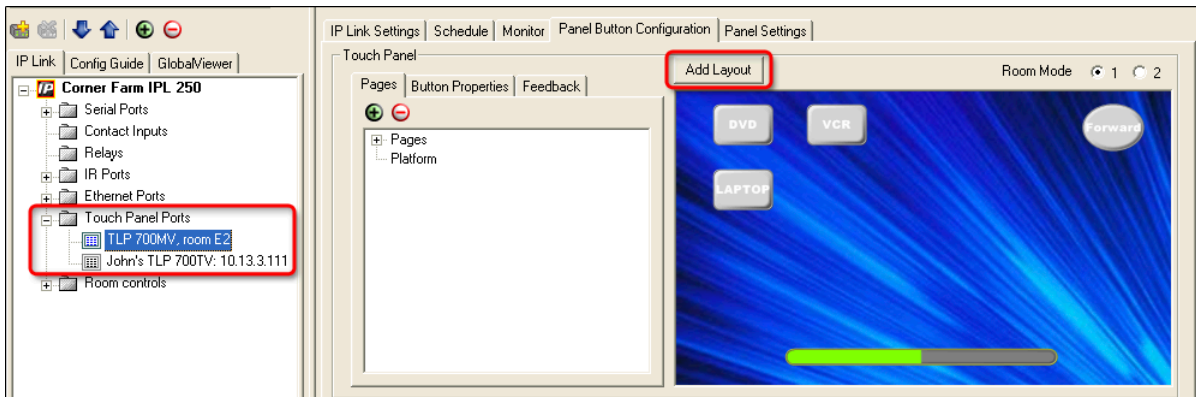 IP Link Config Guide GlobalViewer
Corner Farm IPL 250
Serial Ports
Contact Inputs
Relays
IR Ports
Ethernet Ports
Touch Panel Ports
TLP 700MV, room E2
John's TLP 700TV: 10.13.3.111
Room controls
IP Link Settings Schedule Monitor Panel Button Configuration Panel Settings
Touch Panel
Pages Button Properties Feedback
Pages
Platform
Add Layout
Room Mode 1 2
DVD VCR Forward
LAPTOP